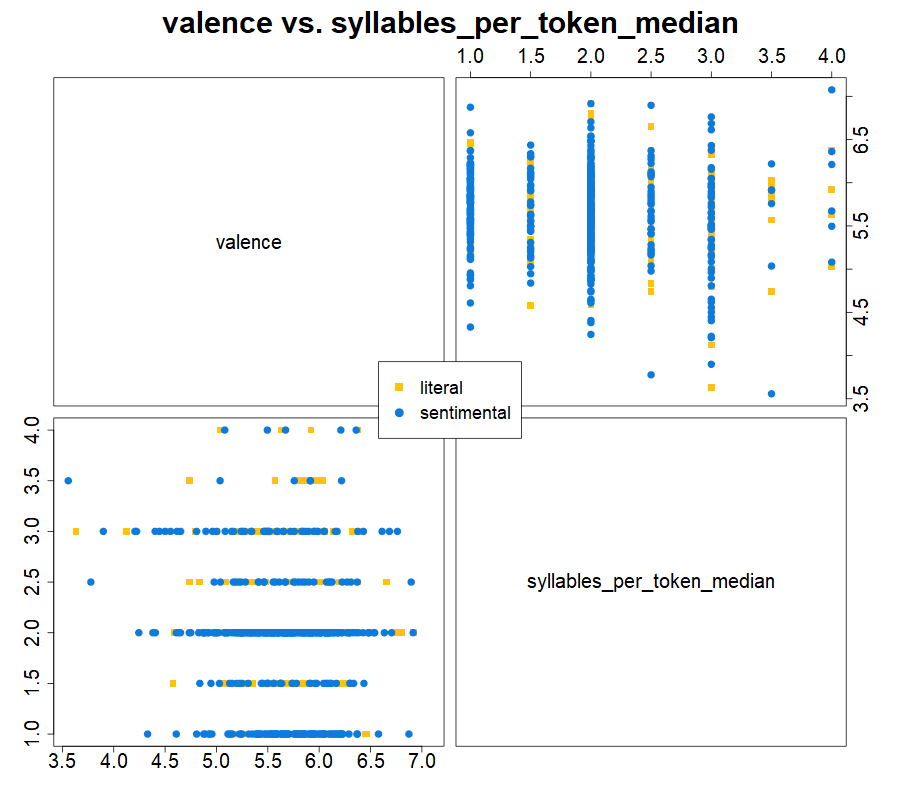 valence vs. syllables_per_token_median
1.0 1.5 2.0 2.5 3.0 3.5 4.0
valence
6.5
5.5
4.5
3.5
literal
sentimental
4.0
3.5
3.0
2.5
2.0
1.5
1.0
syllables_per_token_median
3.5 4.0 4.5 5.0 5.5 6.0 6.5 7.0